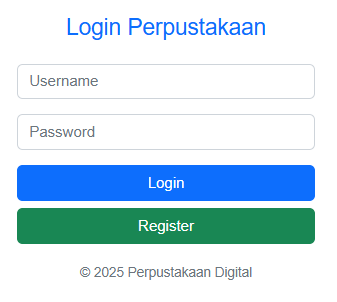 Login Perpustakaan
Username
Password
Login
Register
© 2025 Perpustakaan Digital